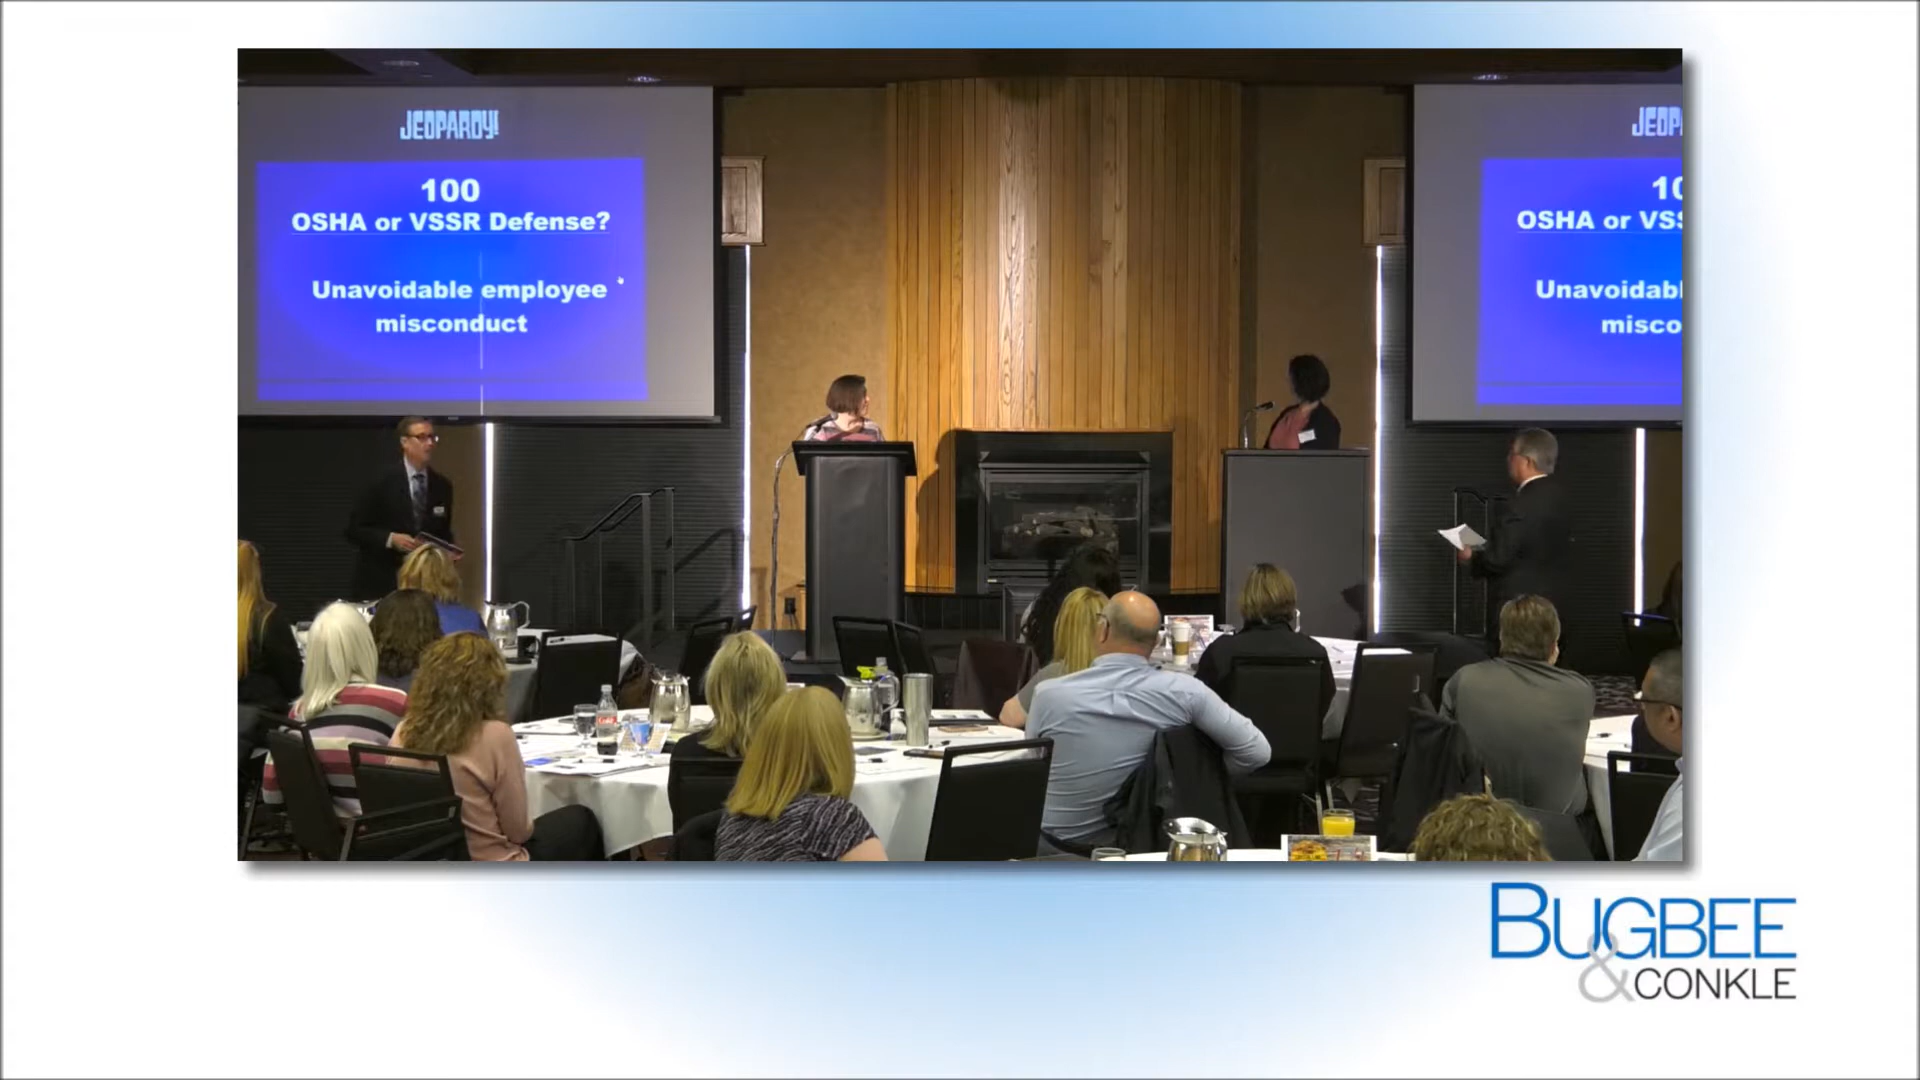 JEOPARDY!
100
OSHA or VSSR Defense?
Unavoidable employee
misconduct
JEOP
10
OSHA or VSS
Unavoidabl
misco
BUGBEE
& CONKLE